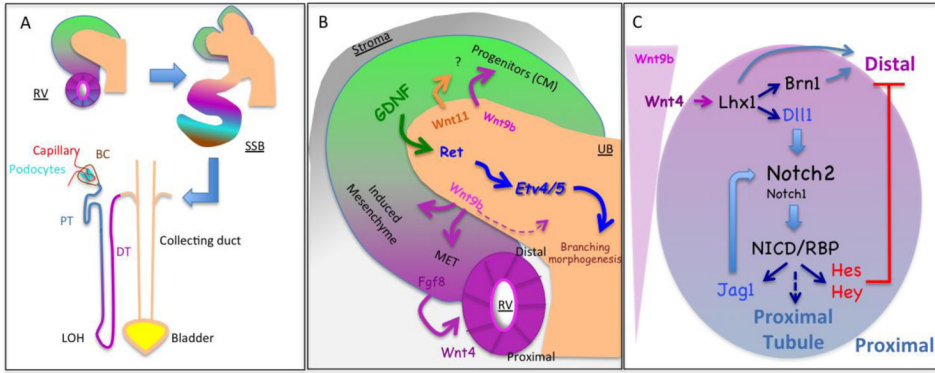 A
RV
SSB
Capillary
Podocytes
BC
PT
DT
Collecting duct
LOH
Bladder
B
Stroma
?
Progenitors (CM)
GDNF
Wnt11
Wnt9b
UB
Ret
Etv4/5
Wnt9b
Induced
Mesenchyme
MET
Distal
Branching
morphogenesis
Fgf8
RV
Wnt4
Proximal
C
Wnt9b
Distal
Wnt4
Lhx1
Brn1
Dll1
Notch2
Notch1
NICD/RBP
Jag1
Hes
Hey
Proximal
Tubule
Proximal